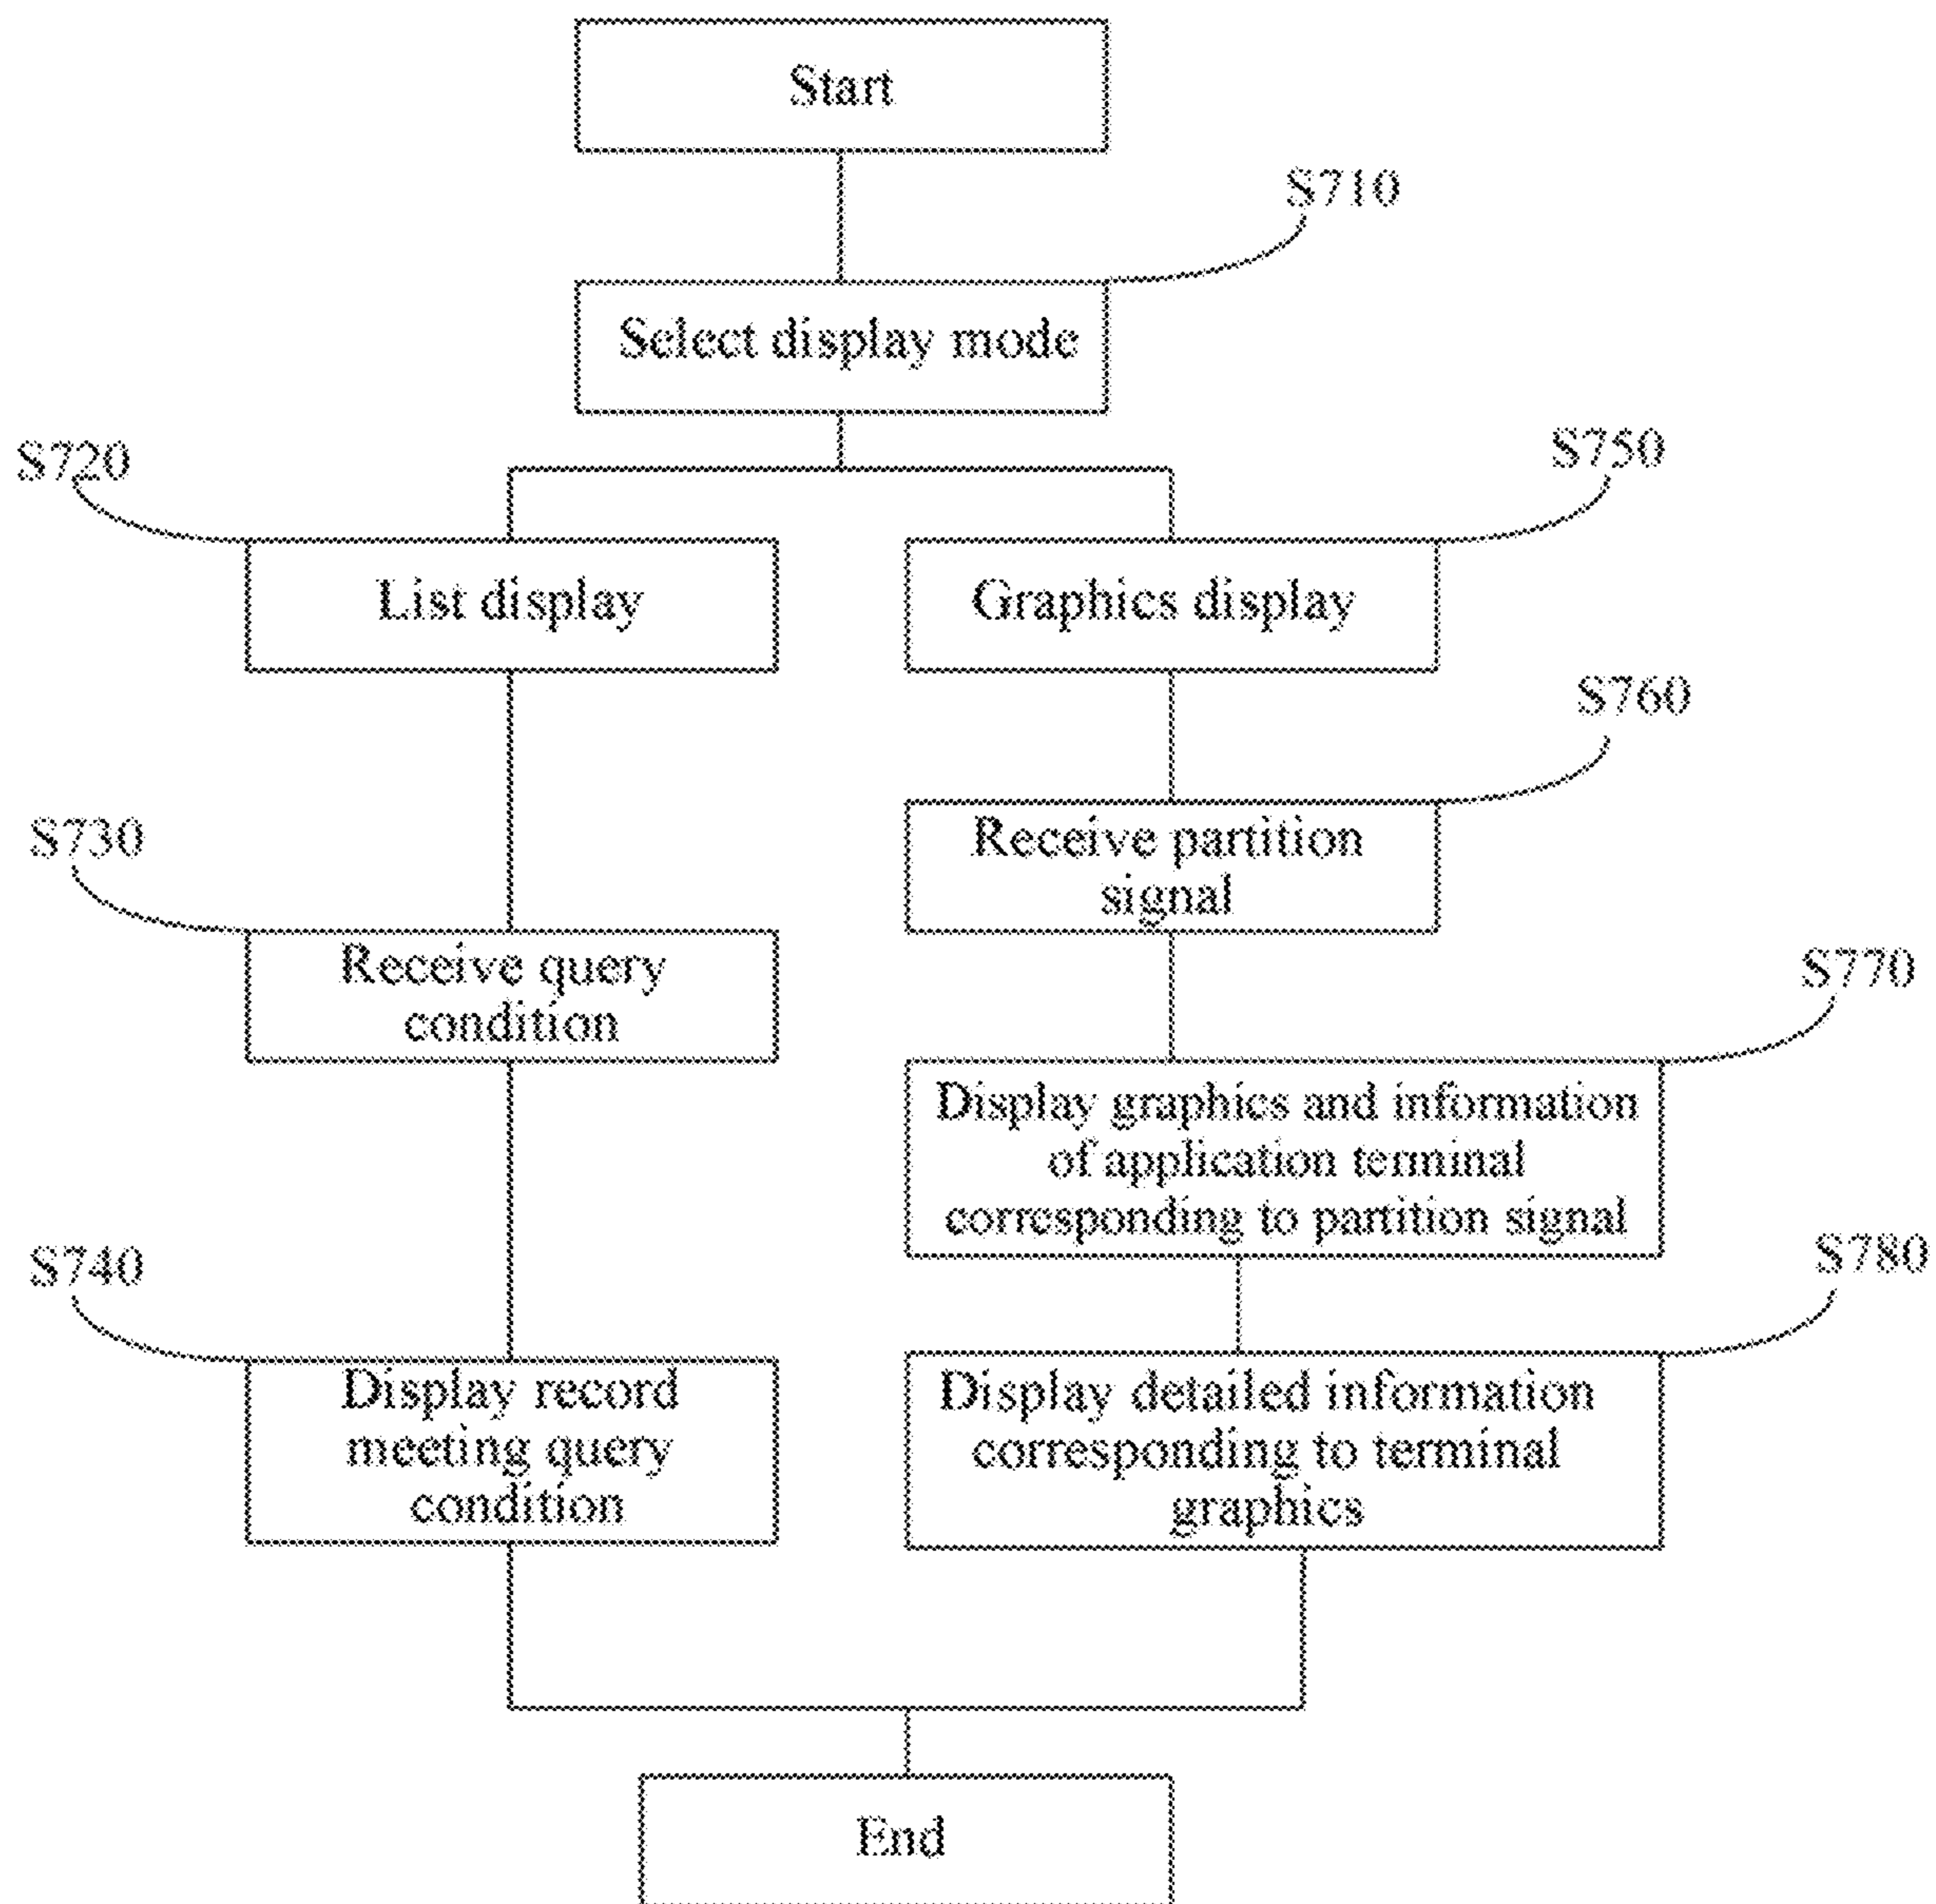 Start
S710
Select display mode
S720
S750
List display
Graphics display
S760
Receive partition
signal
S730
Receive query
condition
S770
Display graphics and information
of application terminal
corresponding to partition signal
S740
S780
Display record
meeting query
condition
Display detailed information
corresponding to terminal
graphics
End